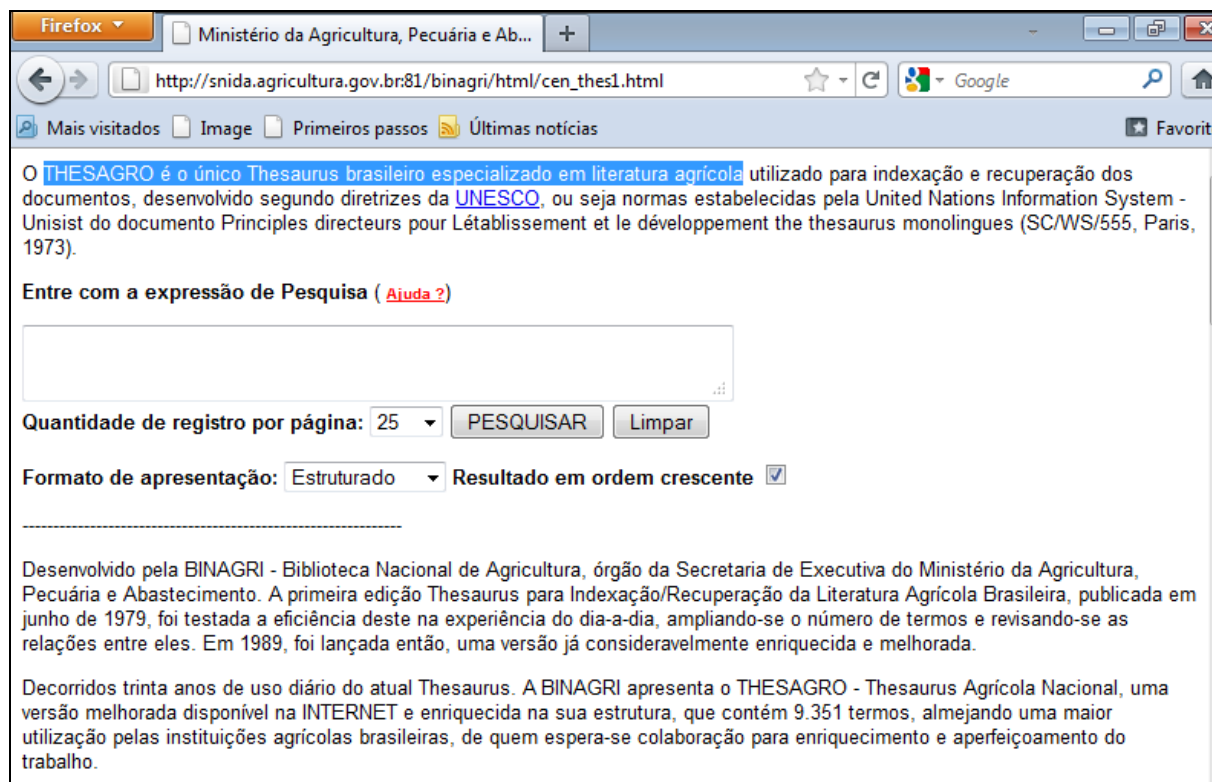 Firefox
Ministério da Agricultura, Pecuária e Ab...
http://snida.agricultura.gov.br:81/binagri/html/cen_thes1.html
Google
Mais visitados Image Primeiros passos Últimas notícias
Favorit
O THESAGRO é o único Thesaurus brasileiro especializado em literatura agrícola utilizado para indexação e recuperação dos
documentos, desenvolvido segundo diretrizes da UNESCO, ou seja normas estabelecidas pela United Nations Information System -
Unisist do documento Principles directeurs pour Létablissement et le développement the thesaurus monolingues (SC/WS/555, Paris,
1973).
Entre com a expressão de Pesquisa ( Ajuda ?)
Quantidade de registro por página: 25 PESQUISAR Limpar
Formato de apresentação: Estruturado Resultado em ordem crescente
--------------------------------------------------------------
Desenvolvido pela BINAGRI - Biblioteca Nacional de Agricultura, órgão da Secretaria de Executiva do Ministério da Agricultura,
Pecuária e Abastecimento. A primeira edição Thesaurus para Indexação/Recuperação da Literatura Agrícola Brasileira, publicada em
junho de 1979, foi testada a eficiência deste na experiência do dia-a-dia, ampliando-se o número de termos e revisando-se as
relações entre eles. Em 1989, foi lançada então, uma versão já consideravelmente enriquecida e melhorada.
Decorridos trinta anos de uso diário do atual Thesaurus. A BINAGRI apresenta o THESAGRO - Thesaurus Agrícola Nacional, uma
versão melhorada disponível na INTERNET e enriquecida na sua estrutura, que contém 9.351 termos, almejando uma maior
utilização pelas instituições agrícolas brasileiras, de quem espera-se colaboração para enriquecimento e aperfeiçoamento do
trabalho.